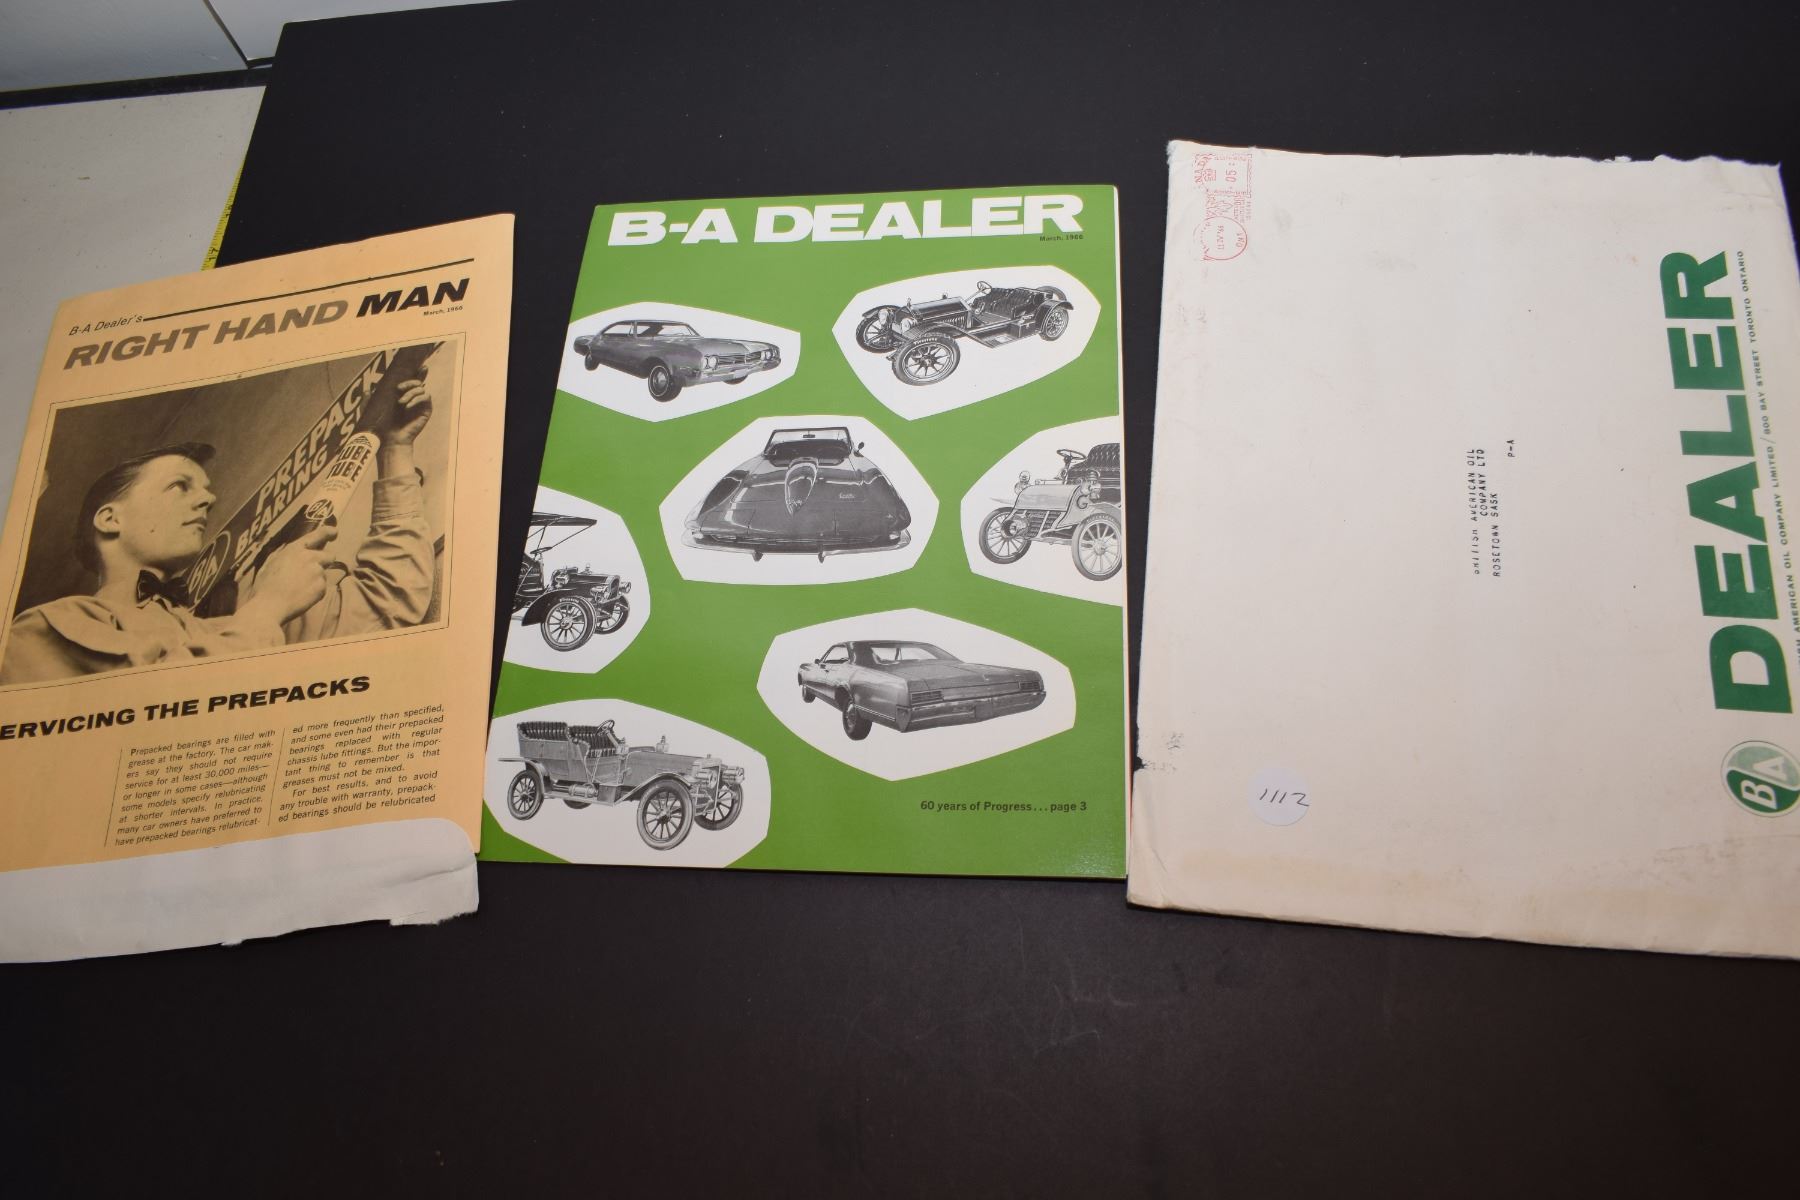 B-A Dealer's
RIGHT HAND MAN
March, 1966
PREPACK
BEARING
LUBE
TUBE
BA
ERVICING THE PREPACKS
Prepacked bearings are filled with
grease at the factory. The car mak-
ers say they should not require
service for at least 30,000 miles—
or longer in some cases—although
some models specify relubricating
at shorter intervals. In practice,
many car owners have preferred to
have prepacked bearings relubricat-
ed more frequently than specified,
and some even had their prepacked
bearings replaced with regular
chassis lube fittings. But the impor-
tant thing to remember is that
greases must not be mixed.
For best results, and to avoid
any trouble with warranty, prepack-
ed bearings should be relubricated
B-A DEALER
March, 1966
Firestone
60 years of Progress... page 3
BRITISH AMERICAN OIL
COMPANY LTD
ROSETOWN SASK
P-A
DEALER
ISH AMERICAN OIL COMPANY LIMITED/800 BAY STREET TORONTO ONTARIO
BA
05
1112